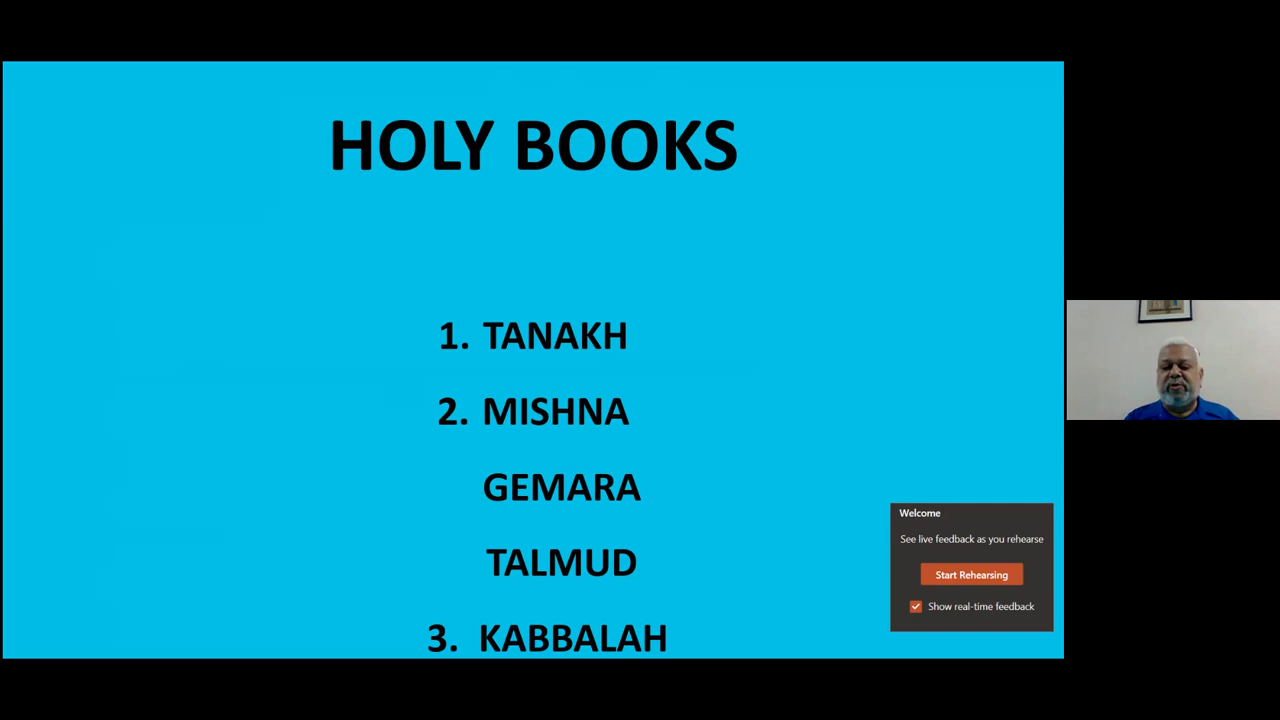 HOLY BOOKS
1. TANAKH
2. MISHNA
GEMARA
TALMUD
3. KABBALAH
Welcome
See live feedback as you rehearse
Start Rehearsing
Show real-time feedback